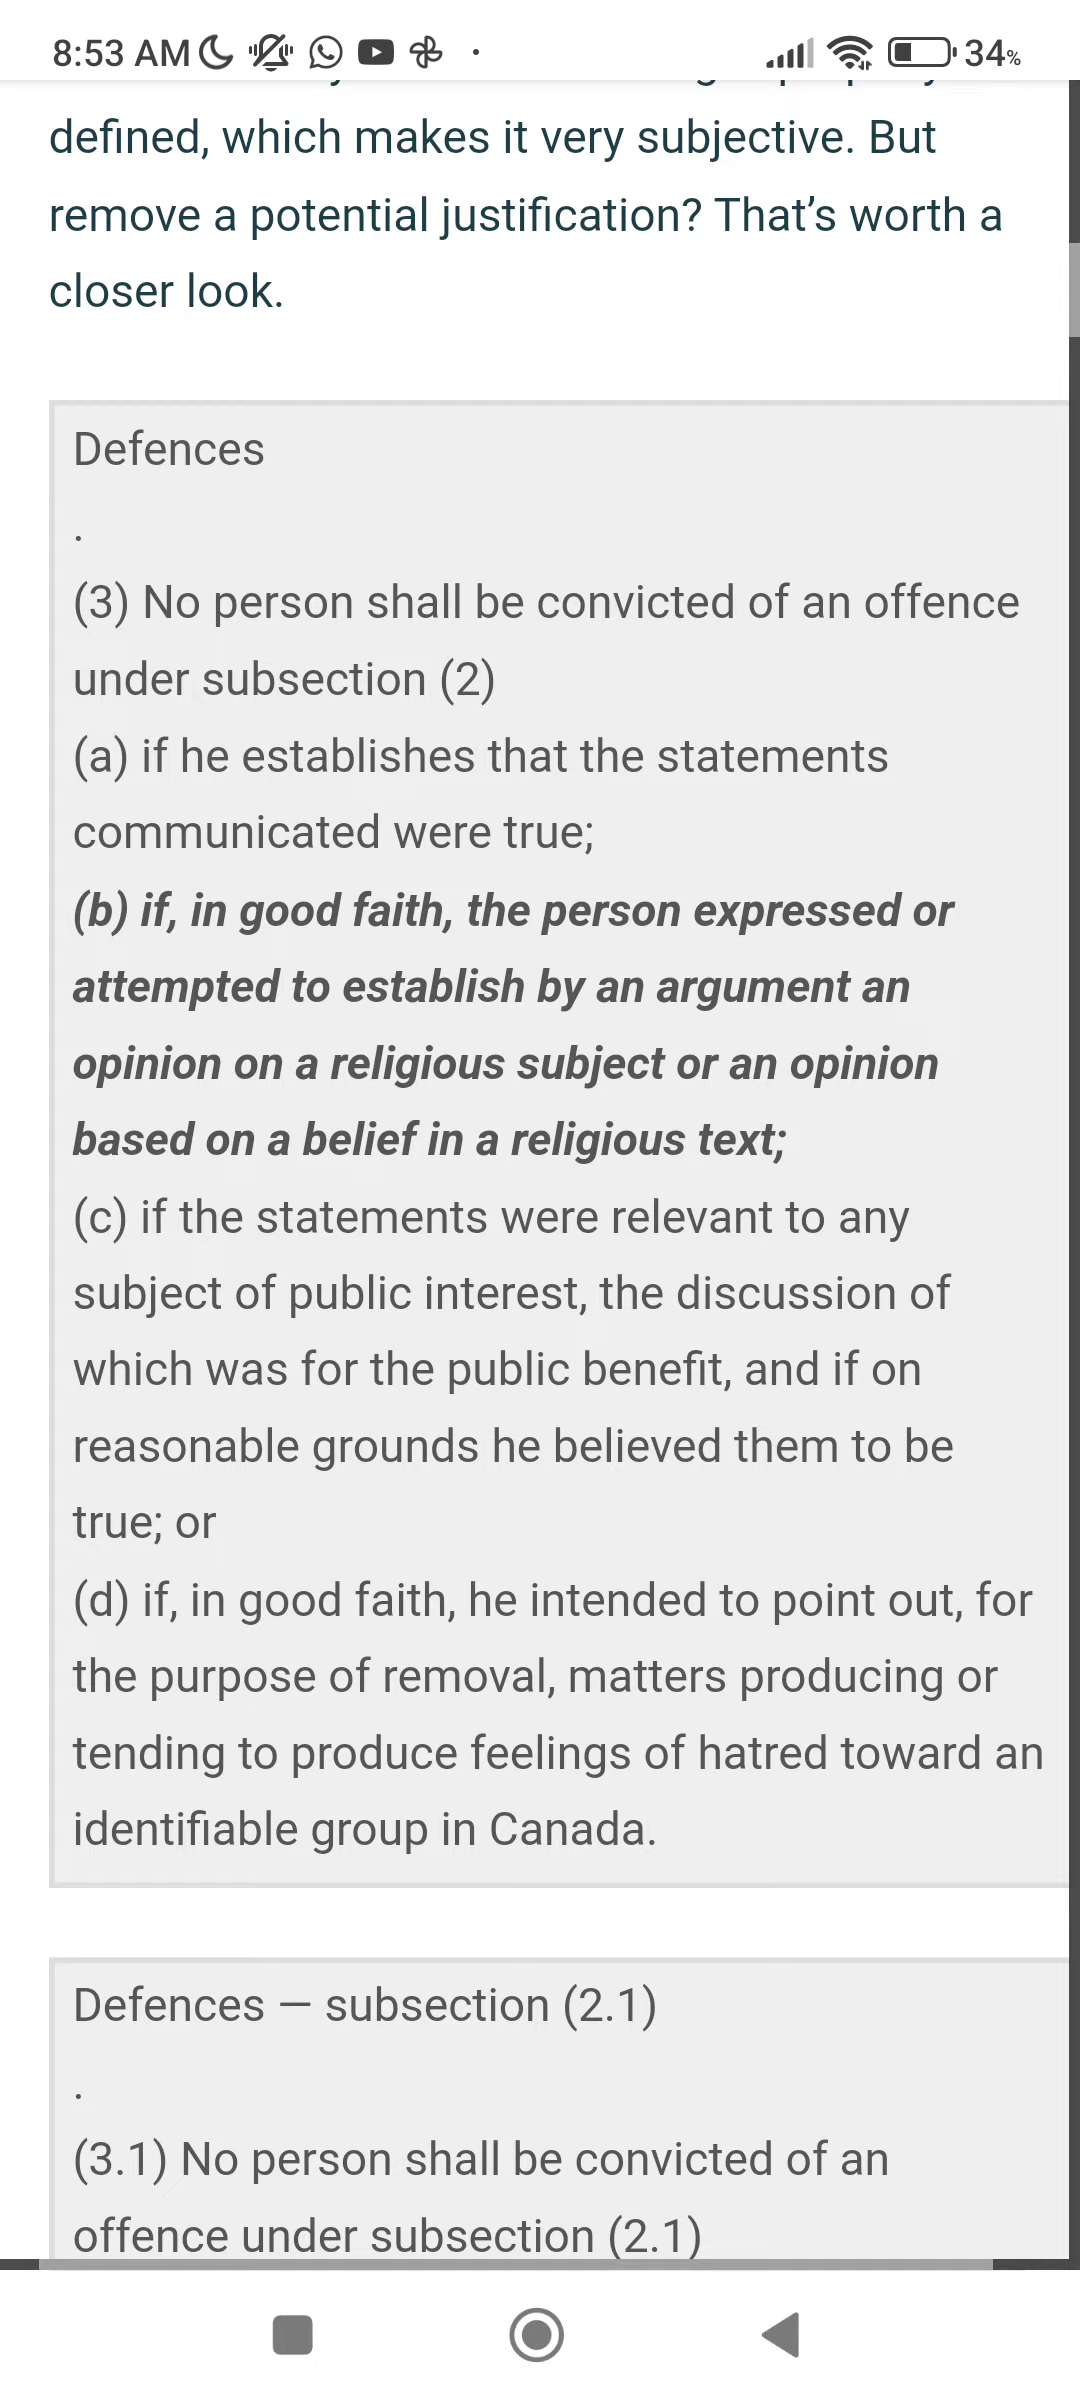 8:53 AM
34%
defined, which makes it very subjective. But
remove a potential justification? That's worth a
closer look.
Defences
.
(3) No person shall be convicted of an offence
under subsection (2)
(a) if he establishes that the statements
communicated were true;
(b) if, in good faith, the person expressed or
attempted to establish by an argument an
opinion on a religious subject or an opinion
based on a belief in a religious text;
(c) if the statements were relevant to any
subject of public interest, the discussion of
which was for the public benefit, and if on
reasonable grounds he believed them to be
true; or
(d) if, in good faith, he intended to point out, for
the purpose of removal, matters producing or
tending to produce feelings of hatred toward an
identifiable group in Canada.
Defences — subsection (2.1)
.
(3.1) No person shall be convicted of an
offence under subsection (2.1)